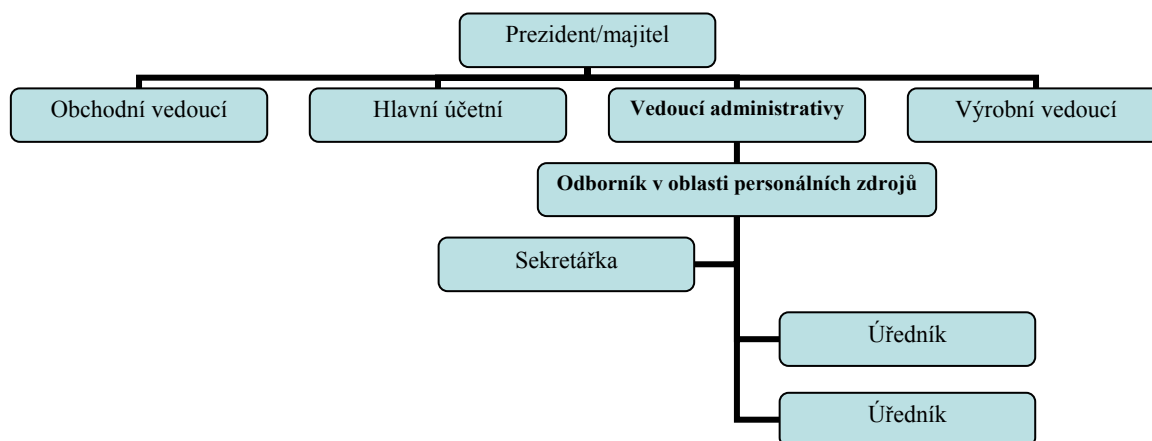 Prezident/majitel
Obchodní vedoucí
Hlavní účetní
Vedoucí administrativy
Výrobní vedoucí
Odborník v oblasti personálních zdrojů
Sekretářka
Úředník
Úředník